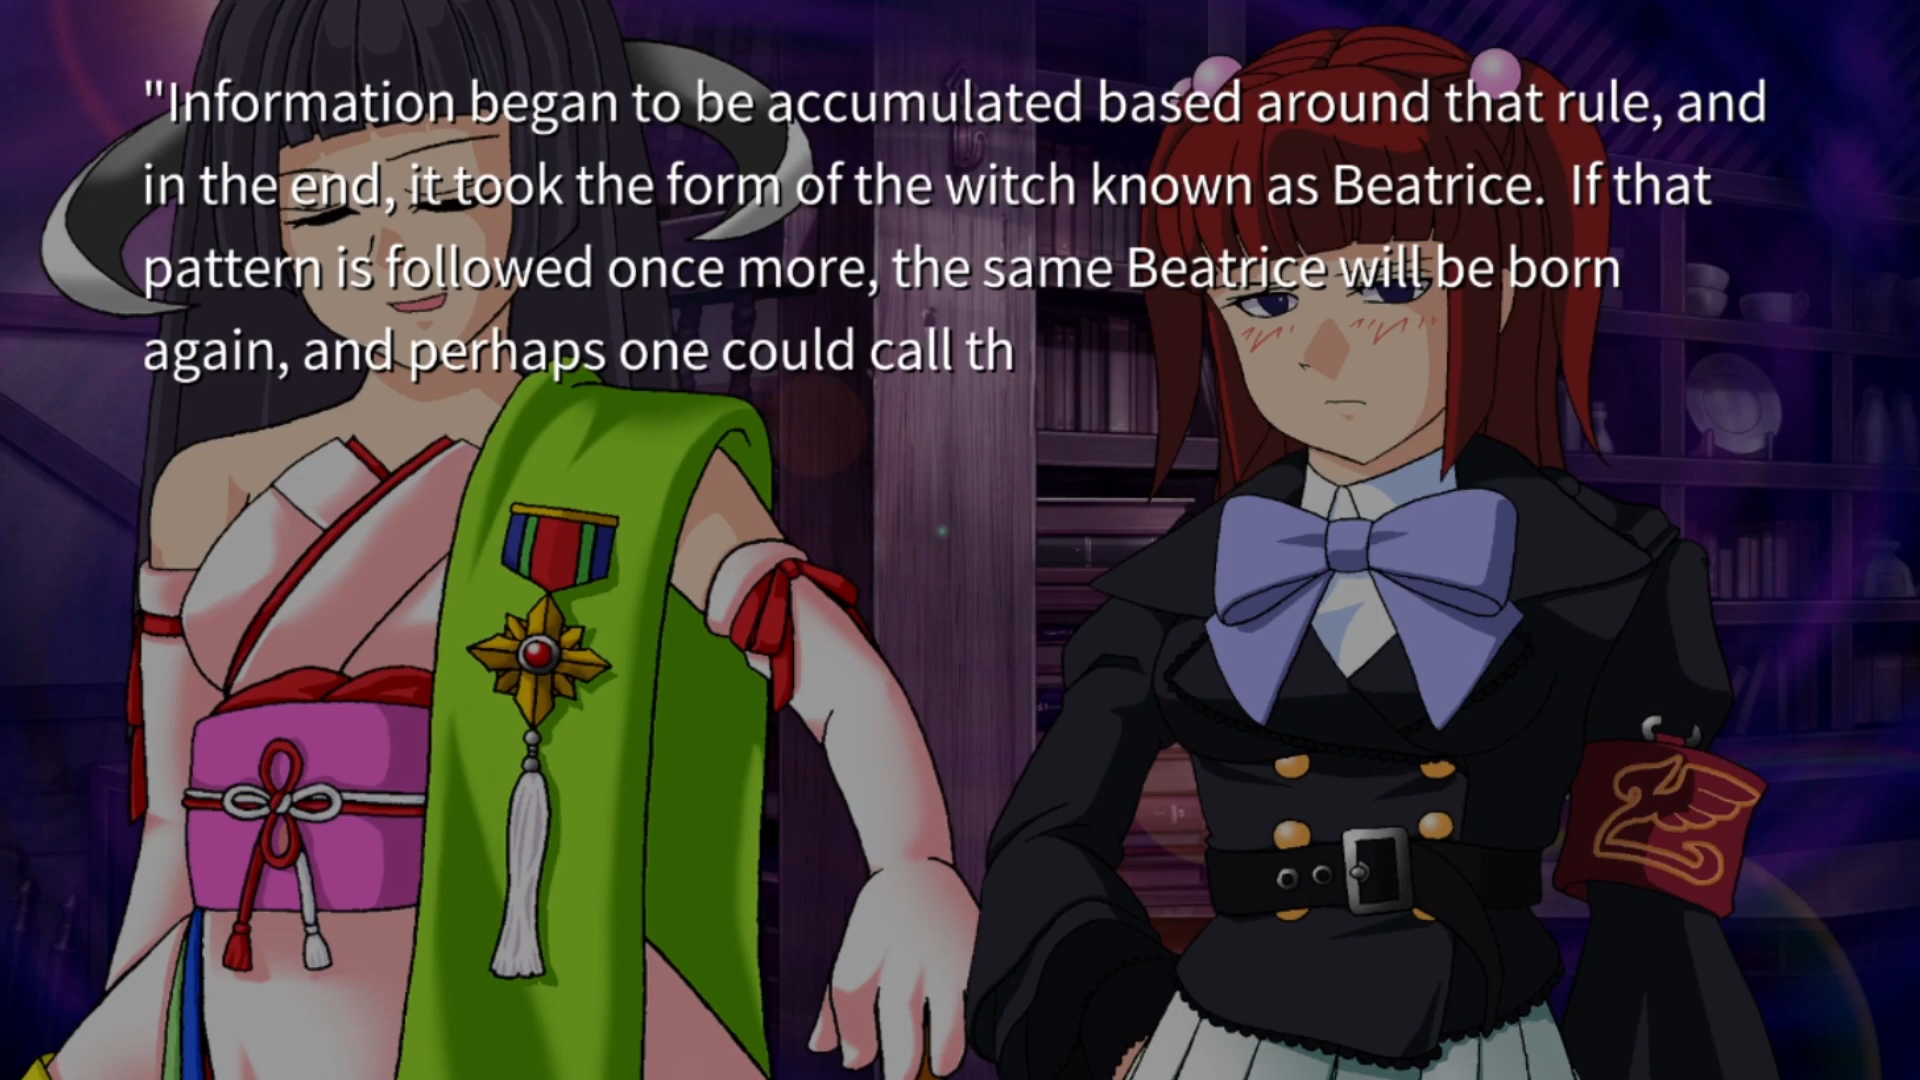 "Information began to be accumulated based around that rule, and
in the end, it took the form of the witch known as Beatrice.  If that
pattern is followed once more, the same Beatrice will be born
again, and perhaps one could call th